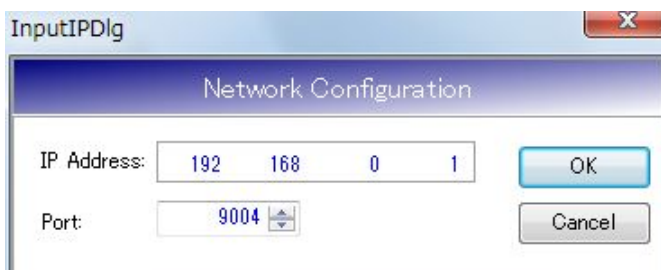 InputIPDlg
Network Configuration
IP Address: 192 168 0 1
OK
Port: 9004
Cancel